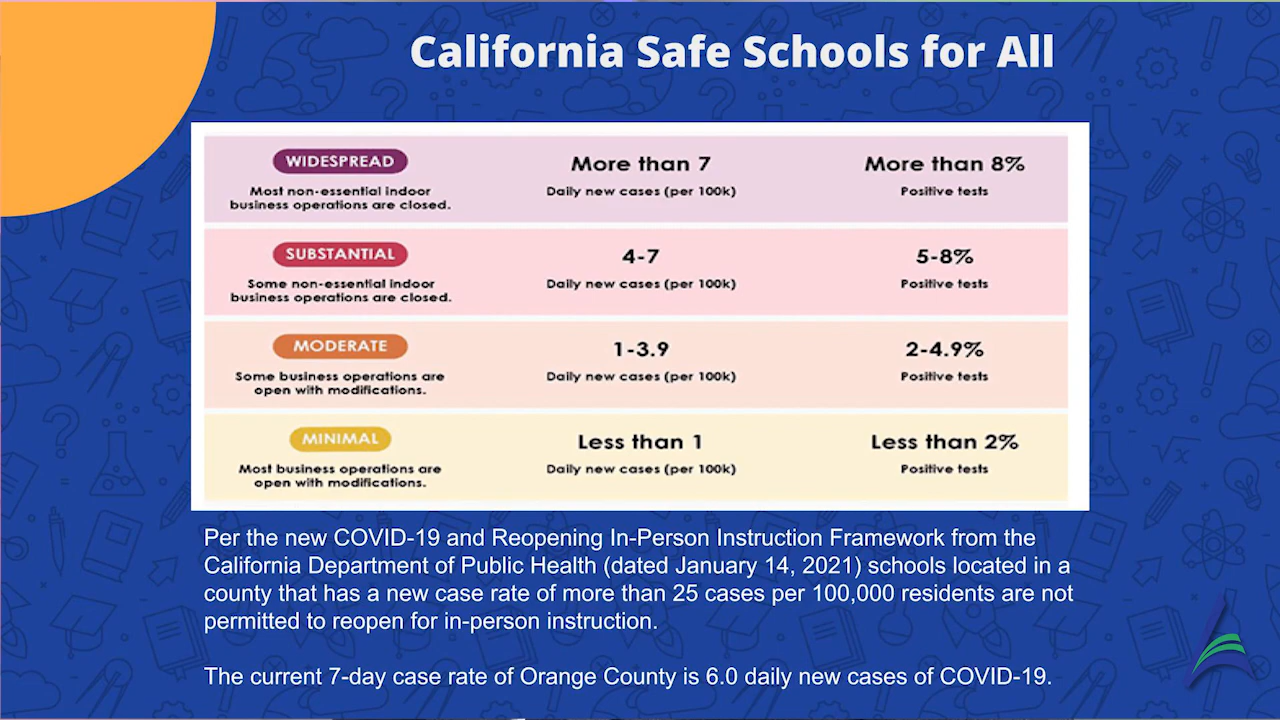 California Safe Schools for All
WIDESPREAD
Most non-essential indoor
business operations are closed.
More than 7
Daily new cases (per 100k)
More than 8%
Positive tests
SUBSTANTIAL
Some non-essential indoor
business operations are closed.
4-7
Daily new cases (per 100k)
5-8%
Positive tests
MODERATE
Some business operations are
open with modifications.
1-3.9
Daily new cases (per 100k)
2-4.9%
Positive tests
MINIMAL
Most business operations are
open with modifications.
Less than 1
Daily new cases (per 100k)
Less than 2%
Positive tests
Per the new COVID-19 and Reopening In-Person Instruction Framework from the
California Department of Public Health (dated January 14, 2021) schools located in a
county that has a new case rate of more than 25 cases per 100,000 residents are not
permitted to reopen for in-person instruction.
The current 7-day case rate of Orange County is 6.0 daily new cases of COVID-19.